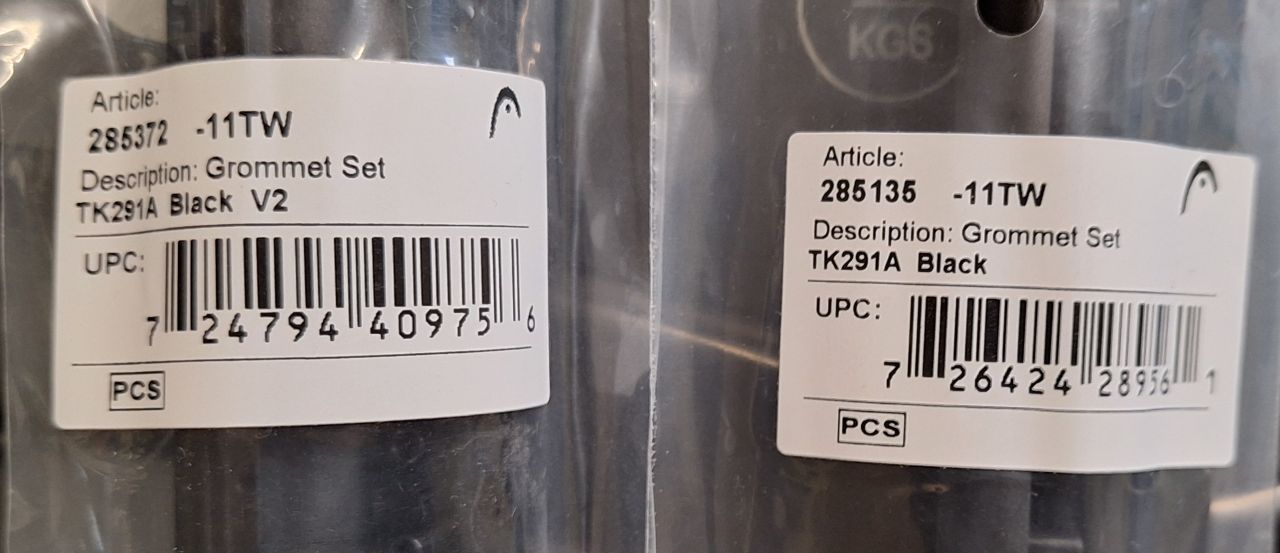 Article:
285372 -11TW
Description: Grommet Set
TK291A Black V2
UPC:
7 24794 40975 6
PCS
KGS
Article:
285135 -11TW
Description: Grommet Set
TK291A Black
UPC:
7 26424 28956 1
PCS